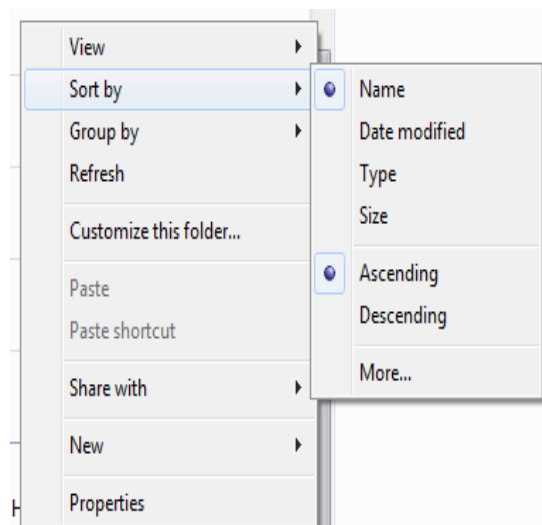 View
Sort by
Group by
Refresh
Customize this folder...
Paste
Paste shortcut
Share with
New
Properties
Name
Date modified
Type
Size
Ascending
Descending
More...
H